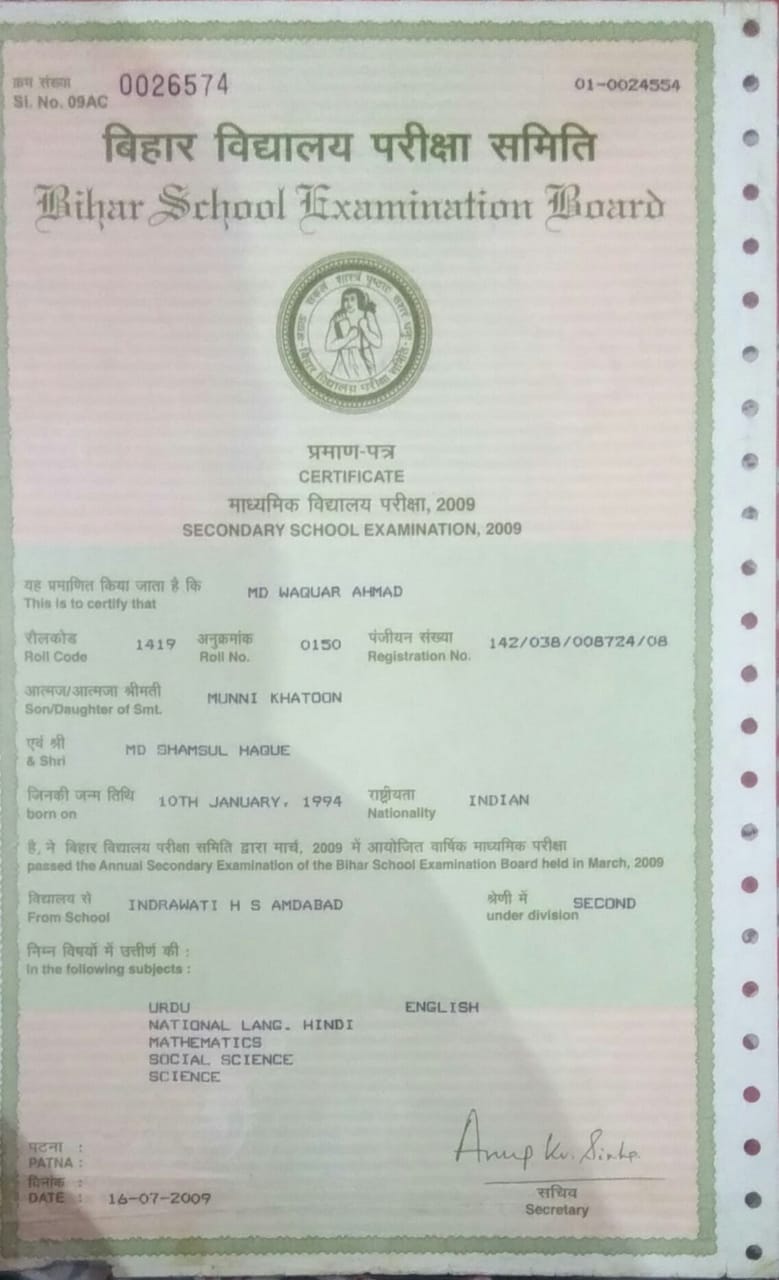 क्रम संख्या
Sl. No. 09AC 0026574 01-0024554
बिहार विद्यालय परीक्षा समिति
Bihar School Examination Board
बिहार विद्यालय परीक्षा समिति
प्रमाण-पत्र
CERTIFICATE
माध्यमिक विद्यालय परीक्षा, 2009
SECONDARY SCHOOL EXAMINATION, 2009
यह प्रमाणित किया जाता है कि
This is to certify that MD WAQUAR AHMAD
रौलकोड 1419 अनुक्रमांक 0150 पंजीयन संख्या 142/038/008724/08
Roll Code Roll No. Registration No.
आत्मज/आत्मजा श्रीमती
Son/Daughter of Smt. MUNNI KHATOON
एवं श्री
& Shri MD SHAMSUL HAQUE
जिनकी जन्म तिथि 10TH JANUARY, 1994 राष्ट्रीयता INDIAN
born on Nationality
है, ने बिहार विद्यालय परीक्षा समिति द्वारा मार्च, 2009 में आयोजित वार्षिक माध्यमिक परीक्षा
passed the Annual Secondary Examination of the Bihar School Examination Board held in March, 2009
विद्यालय से INDRAWATI H S AMDABAD श्रेणी में SECOND
From School under division
निम्न विषयों में उत्तीर्ण की :
In the following subjects :
URDU ENGLISH
NATIONAL LANG. HINDI
MATHEMATICS
SOCIAL SCIENCE
SCIENCE
Anup Kr. Sinha
पटना :
PATNA :
दिनांक :
DATE : 16-07-2009
सचिव
Secretary